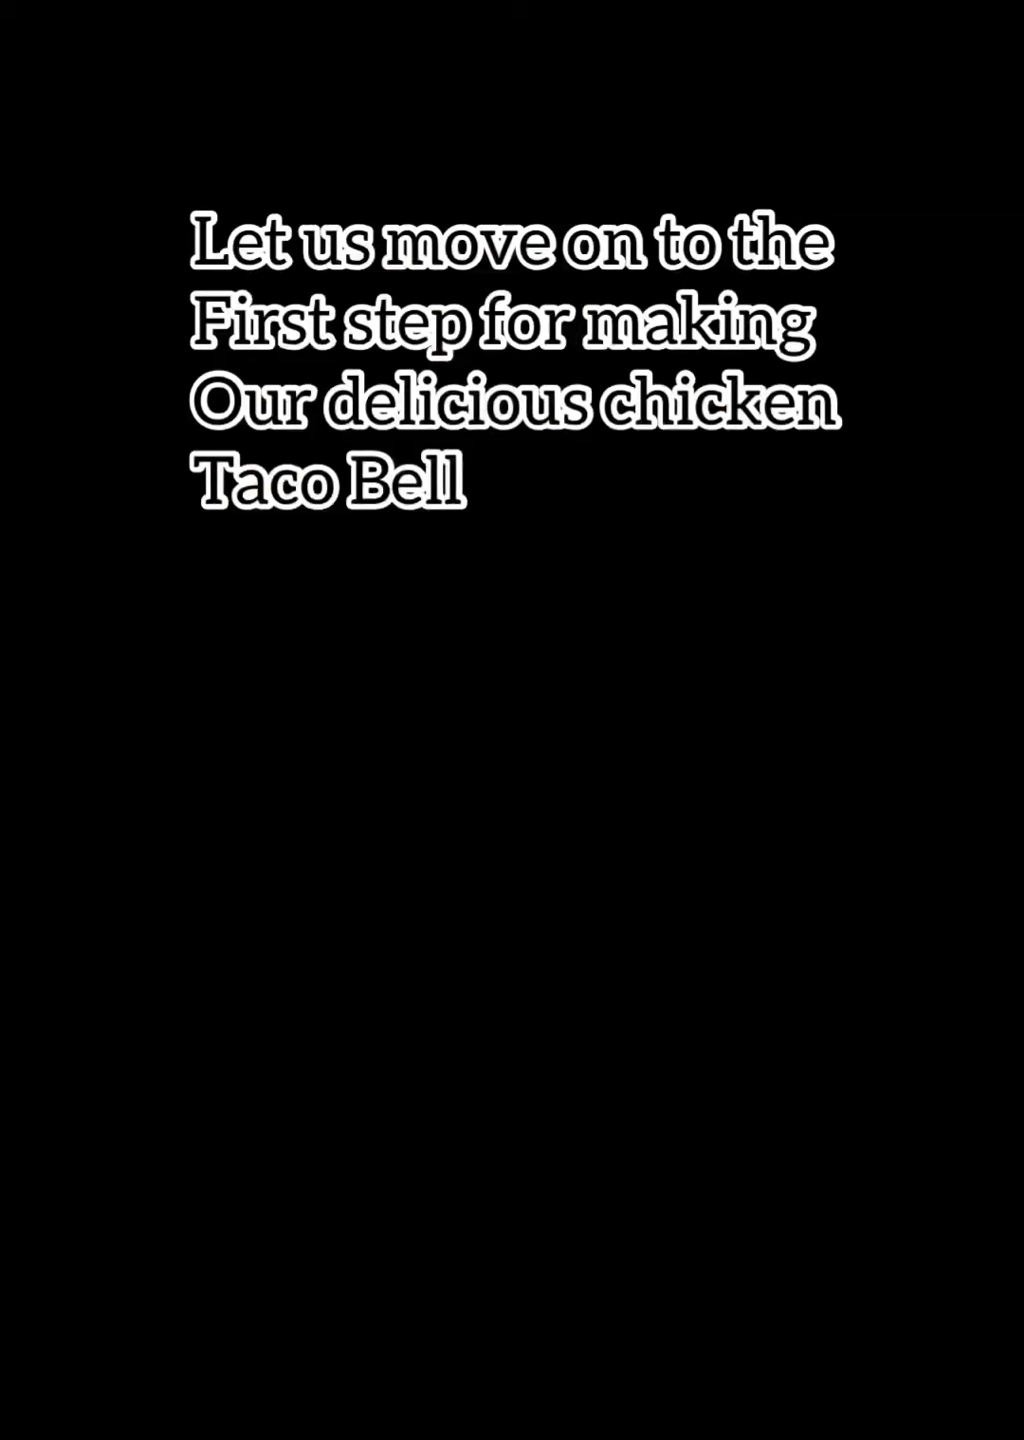 Let us move on to the
First step for making
Our delicious chicken
Taco Bell